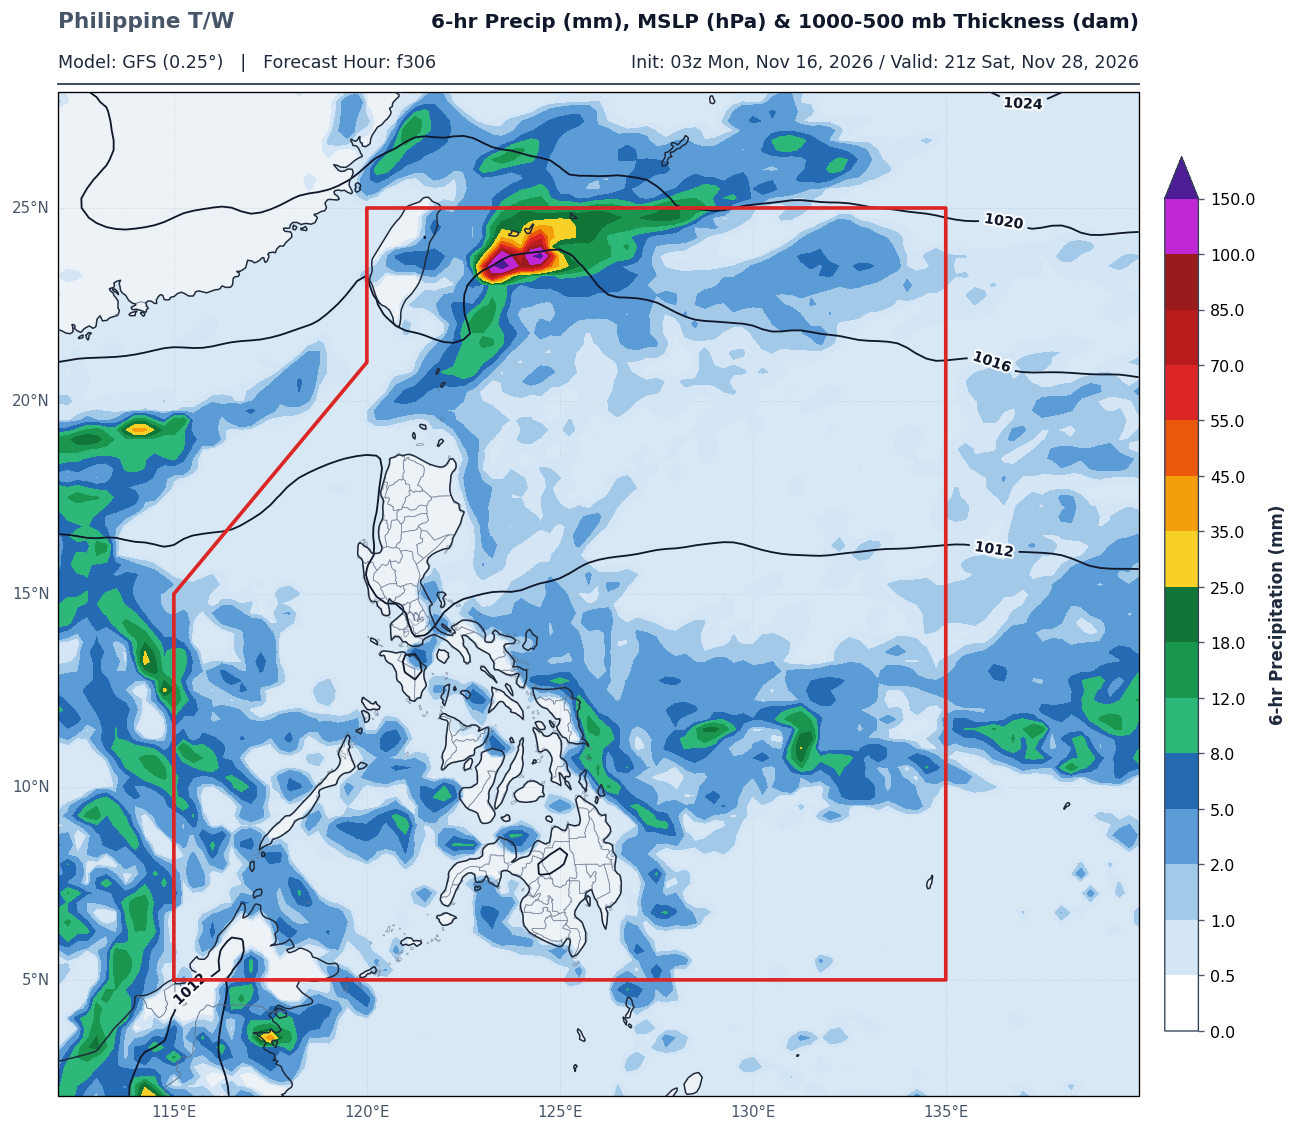 Philippine T/W
6-hr Precip (mm), MSLP (hPa) & 1000-500 mb Thickness (dam)
Model: GFS (0.25°) | Forecast Hour: f306
Init: 03z Mon, Nov 16, 2026 / Valid: 21z Sat, Nov 28, 2026
1024
1020
1016
1012
1012
25°N
20°N
15°N
10°N
5°N
115°E
120°E
125°E
130°E
135°E
150.0
100.0
85.0
70.0
55.0
45.0
35.0
25.0
18.0
12.0
8.0
5.0
2.0
1.0
0.5
0.0
6-hr Precipitation (mm)